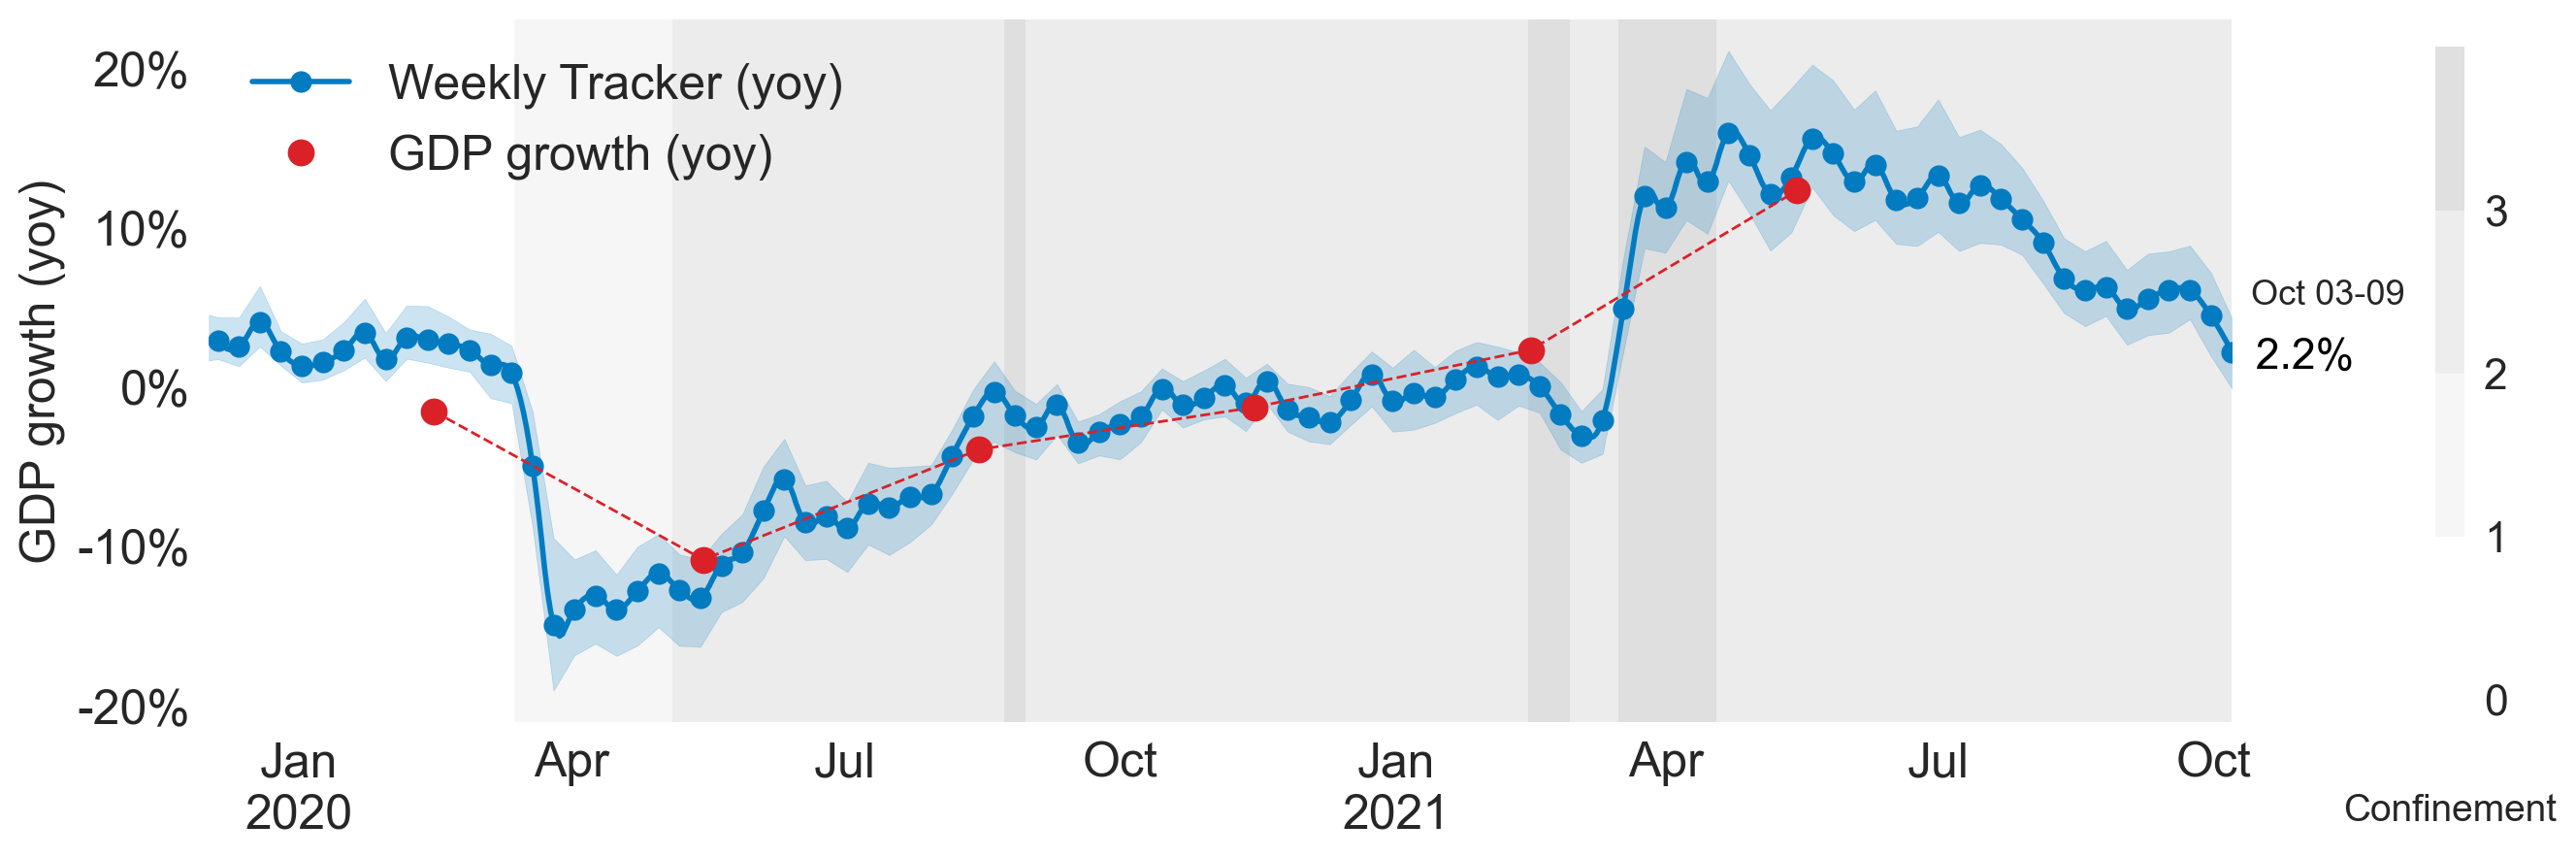 Weekly Tracker (yoy)
GDP growth (yoy)
GDP growth (yoy)
20%
10%
0%
-10%
-20%
Jan
2020
Apr
Jul
Oct
Jan
2021
Apr
Jul
Oct
Oct 03-09
2.2%
3
2
1
0
Confinement